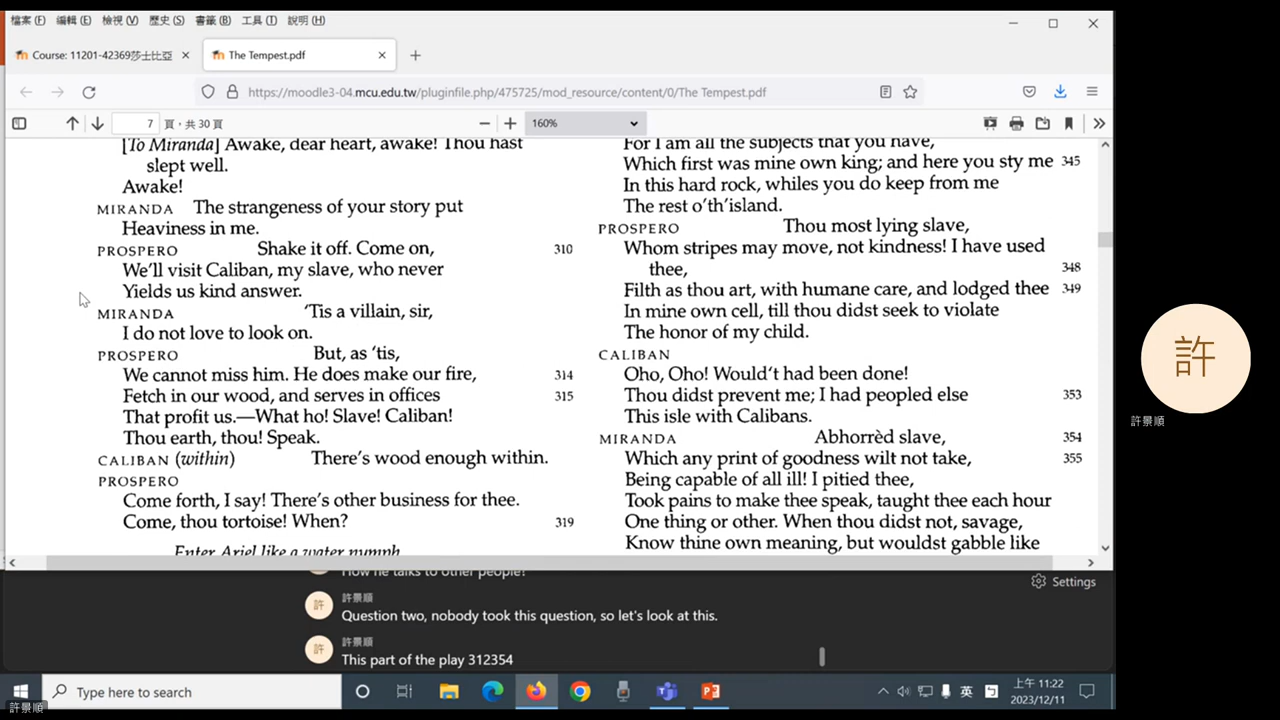 檔案(F) 編輯(E) 檢視(V) 歷史(S) 書籤(B) 工具(T) 說明(H)
Course: 11201-42369莎士比亞
The Tempest.pdf
https://moodle3-04.mcu.edu.tw/pluginfile.php/475725/mod_resource/content/0/The Tempest.pdf
7 頁，共 30 頁
160%
[To Miranda] Awake, dear heart, awake! Thou hast
slept well.
Awake!
MIRANDA The strangeness of your story put
Heaviness in me.
PROSPERO Shake it off. Come on, 310
We'll visit Caliban, my slave, who never
Yields us kind answer.
MIRANDA 'Tis a villain, sir,
I do not love to look on.
PROSPERO But, as 'tis,
We cannot miss him. He does make our fire, 314
Fetch in our wood, and serves in offices 315
That profit us.—What ho! Slave! Caliban!
Thou earth, thou! Speak.
CALIBAN (within) There's wood enough within.
PROSPERO
Come forth, I say! There's other business for thee.
Come, thou tortoise! When? 319
Enter Ariel like a water nymph
For I am all the subjects that you have,
Which first was mine own king; and here you sty me 345
In this hard rock, whiles you do keep from me
The rest o'th'island.
PROSPERO Thou most lying slave,
Whom stripes may move, not kindness! I have used
thee, 348
Filth as thou art, with humane care, and lodged thee 349
In mine own cell, till thou didst seek to violate
The honor of my child.
CALIBAN
Oho, Oho! Would't had been done!
Thou didst prevent me; I had peopled else 353
This isle with Calibans.
MIRANDA Abhorrèd slave, 354
Which any print of goodness wilt not take, 355
Being capable of all ill! I pitied thee,
Took pains to make thee speak, taught thee each hour
One thing or other. When thou didst not, savage,
Know thine own meaning, but wouldst gabble like
How he talks to other people?
Settings
許 許景順
Question two, nobody took this question, so let's look at this.
許 許景順
This part of the play 312354
許
許景順
Type here to search
英
上午 11:22
2023/12/11
許景順